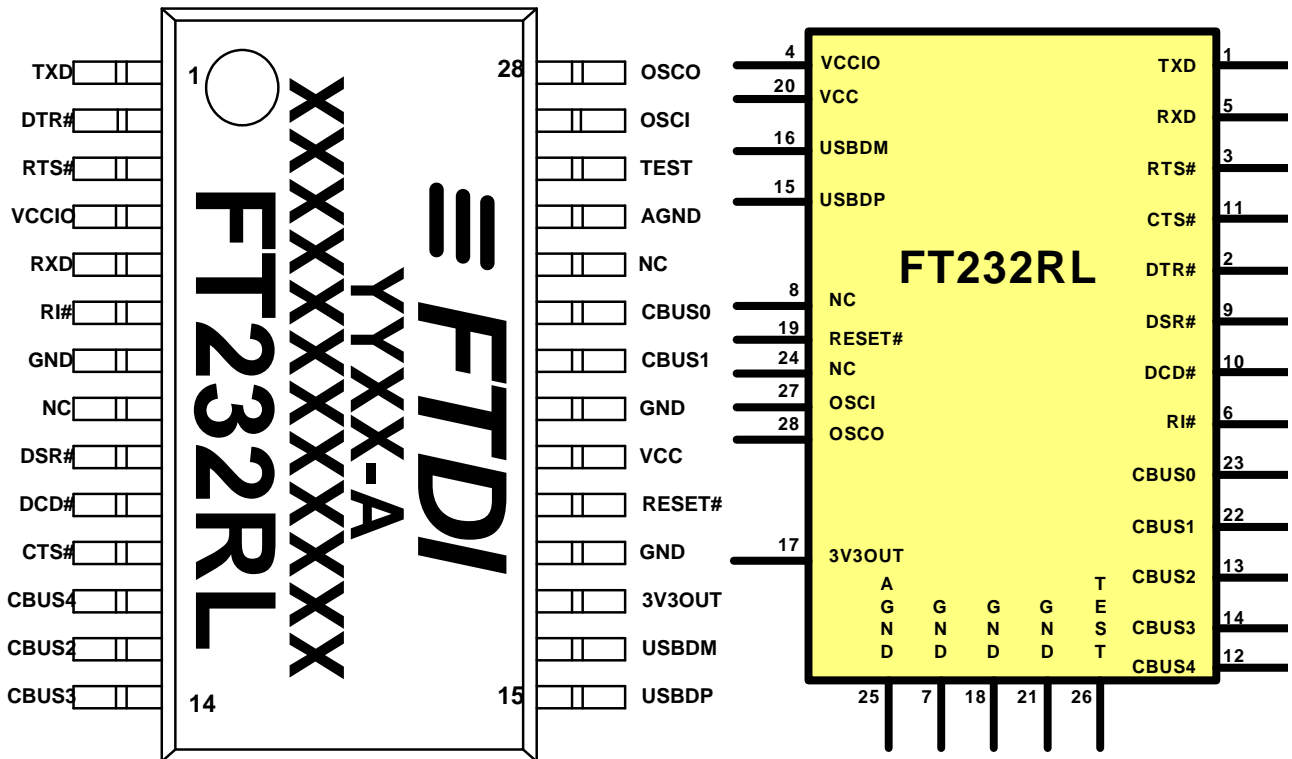 TXD
DTR#
RTS#
VCCIO
RXD
RI#
GND
NC
DSR#
DCD#
CTS#
CBUS4
CBUS2
CBUS3
1
28
14
15
FTDI
YYXX-A
XXXXXXXXXXXX
FT232RL
OSCO
OSCI
TEST
AGND
NC
CBUS0
CBUS1
GND
VCC
RESET#
GND
3V3OUT
USBDM
USBDP
FT232RL
4 VCCIO
20 VCC
16 USBDM
15 USBDP
8 NC
19 RESET#
24 NC
27 OSCI
28 OSCO
17 3V3OUT
TXD 1
RXD 5
RTS# 3
CTS# 11
DTR# 2
DSR# 9
DCD# 10
RI# 6
CBUS0 23
CBUS1 22
CBUS2 13
CBUS3 14
CBUS4 12
AGND
GND
GND
GND
TEST
25 7 18 21 26